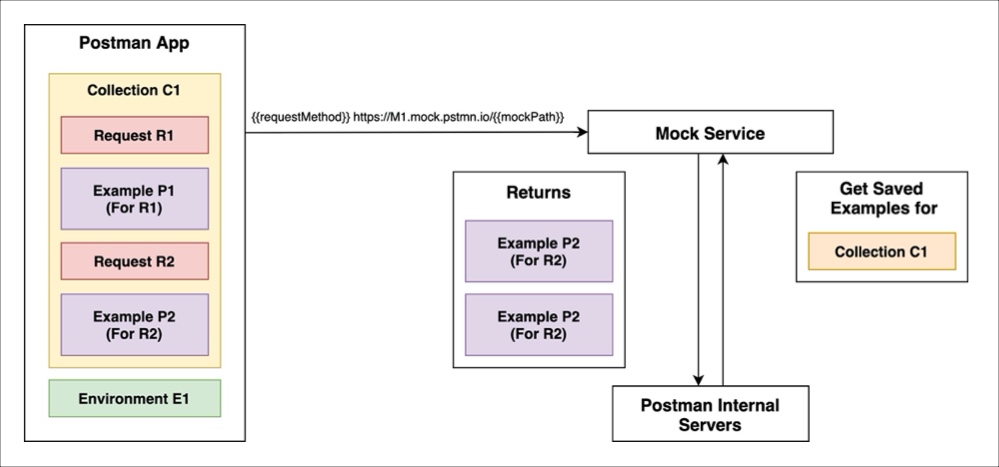 Postman App
Collection C1
Request R1
Example P1
(For R1)
Request R2
Example P2
(For R2)
Environment E1
{{requestMethod}} https://M1.mock.pstmn.io/{{mockPath}}
Mock Service
Returns
Example P2
(For R2)
Example P2
(For R2)
Get Saved
Examples for
Collection C1
Postman Internal
Servers